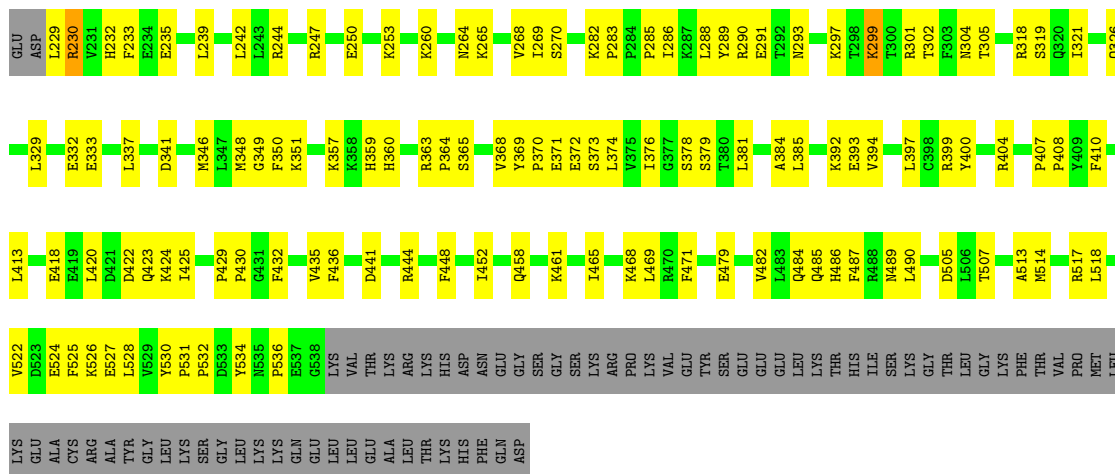 GLU ASP L229 R230 V231 H232 F233 E234 E235 L239 L242 L243 R244 R247 E250 K253 K260 N264 K265 V268 I269 S270 K282 P283 P284 P285 I286 K287 L288 Y289 R290 E291 T292 N293 K297 T298 K299 T300 R301 T302 F303 N304 T305 R318 S319 Q320 I321
L329 E332 E333 L337 D341 M346 L347 M348 G349 F350 K351 K357 K358 H359 H360 R363 P364 S365 V368 Y369 P370 E371 E372 S373 L374 V375 I376 G377 S378 S379 T380 L381 A384 L385 K392 E393 V394 L397 C398 R399 Y400 R404 P407 P408 Y409 F410
L413 E418 E419 L420 D421 D422 Q423 K424 I425 P429 P430 G431 F432 V435 F436 D441 R444 F448 I452 Q458 K461 I465 K468 L469 R470 F471 E479 V482 L483 Q484 Q485 H486 F487 R488 N489 L490 D505 L506 T507 A513 M514 R517 L518
V522 D523 E524 F525 K526 E527 L528 V529 Y530 P531 P532 D533 Y534 N535 P536 E537 G538 LYS VAL THR LYS ARG LYS HIS ASP ASN GLU GLY SER GLY SER LYS ARG PRO LYS VAL GLU TYR SER GLU GLU GLU LEU LYS THR HIS ILE SER LYS GLY THR LEU GLY LYS PHE THR VAL PRO MET LEU
LYS GLU ALA CYS ARG ALA TYR GLY LEU LYS SER GLY LEU LYS LYS GLN GLU LEU LEU GLU ALA LEU THR LYS HIS PHE GLN ASP